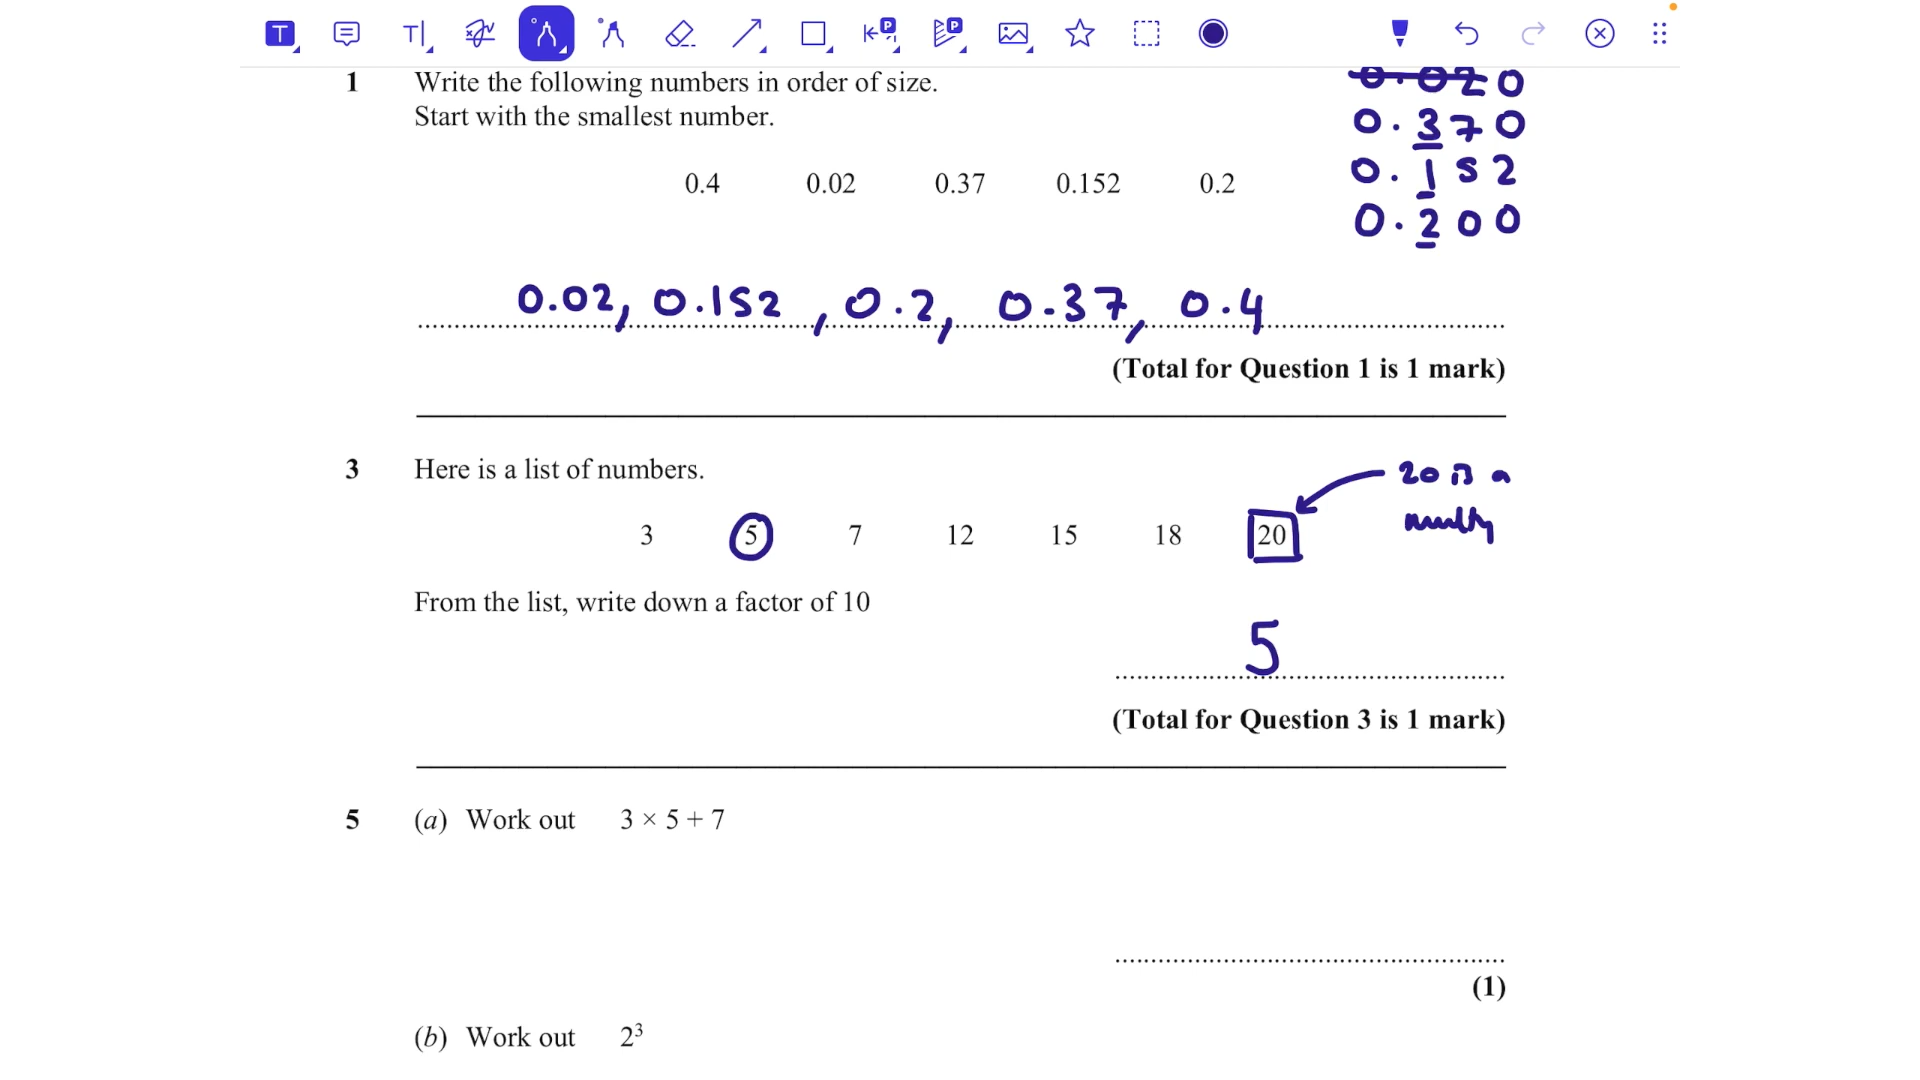 1 Write the following numbers in order of size.
Start with the smallest number.
0.4 0.02 0.37 0.152 0.2
0.020
0.370
0.152
0.200
0.02, 0.152, 0.2, 0.37, 0.4
(Total for Question 1 is 1 mark)
3 Here is a list of numbers.
20 is a
3 5 7 12 15 18 20
From the list, write down a factor of 10
5
(Total for Question 3 is 1 mark)
5 (a) Work out 3 × 5 + 7
(1)
(b) Work out 2³